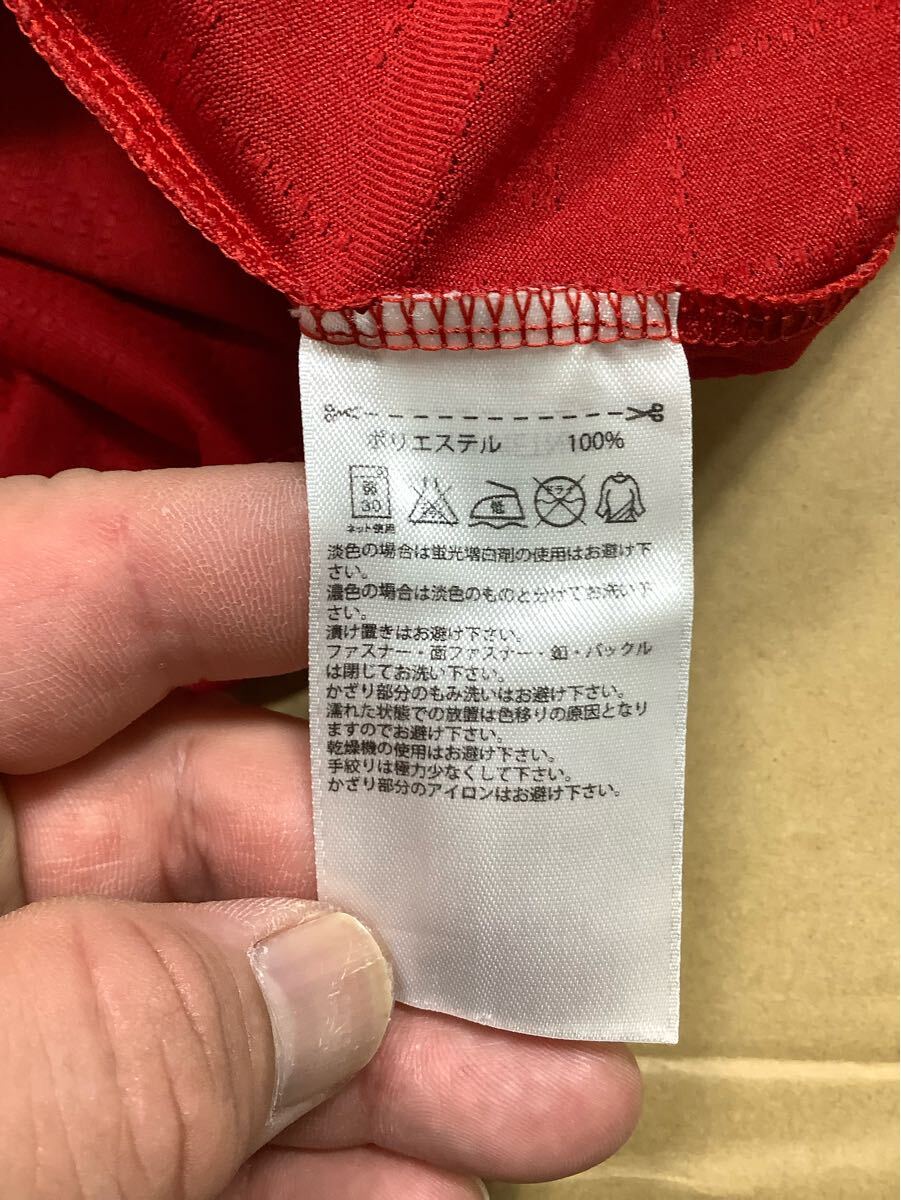 ポリエステル 100%
30
低
ネット使用
淡色の場合は蛍光増白剤の使用はお避け下
さい。
濃色の場合は淡色のものと分けてお洗い下
さい。
漬け置きはお避け下さい。
ファスナー・面ファスナー・釦・バックル
は閉じてお洗い下さい。
かざり部分のもみ洗いはお避け下さい。
濡れた状態での放置は色移りの原因となり
ますのでお避け下さい。
乾燥機の使用はお避け下さい。
手絞りは極力少なくして下さい。
かざり部分のアイロンはお避け下さい。